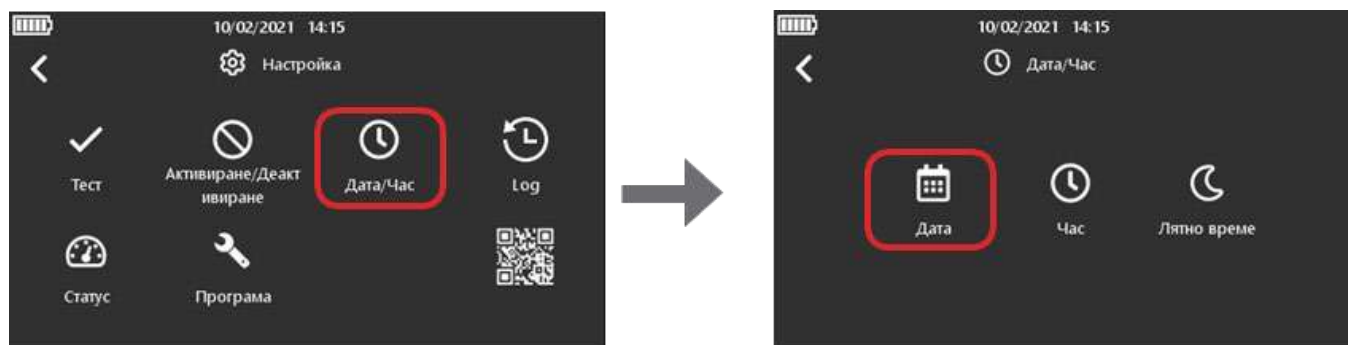 10/02/2021 14:15
Настройка
Тест
Активиране/Деакт
ивиране
Дата/Час
Log
Статус
Програма
10/02/2021 14:15
Дата/Час
Дата
Час
Лятно време